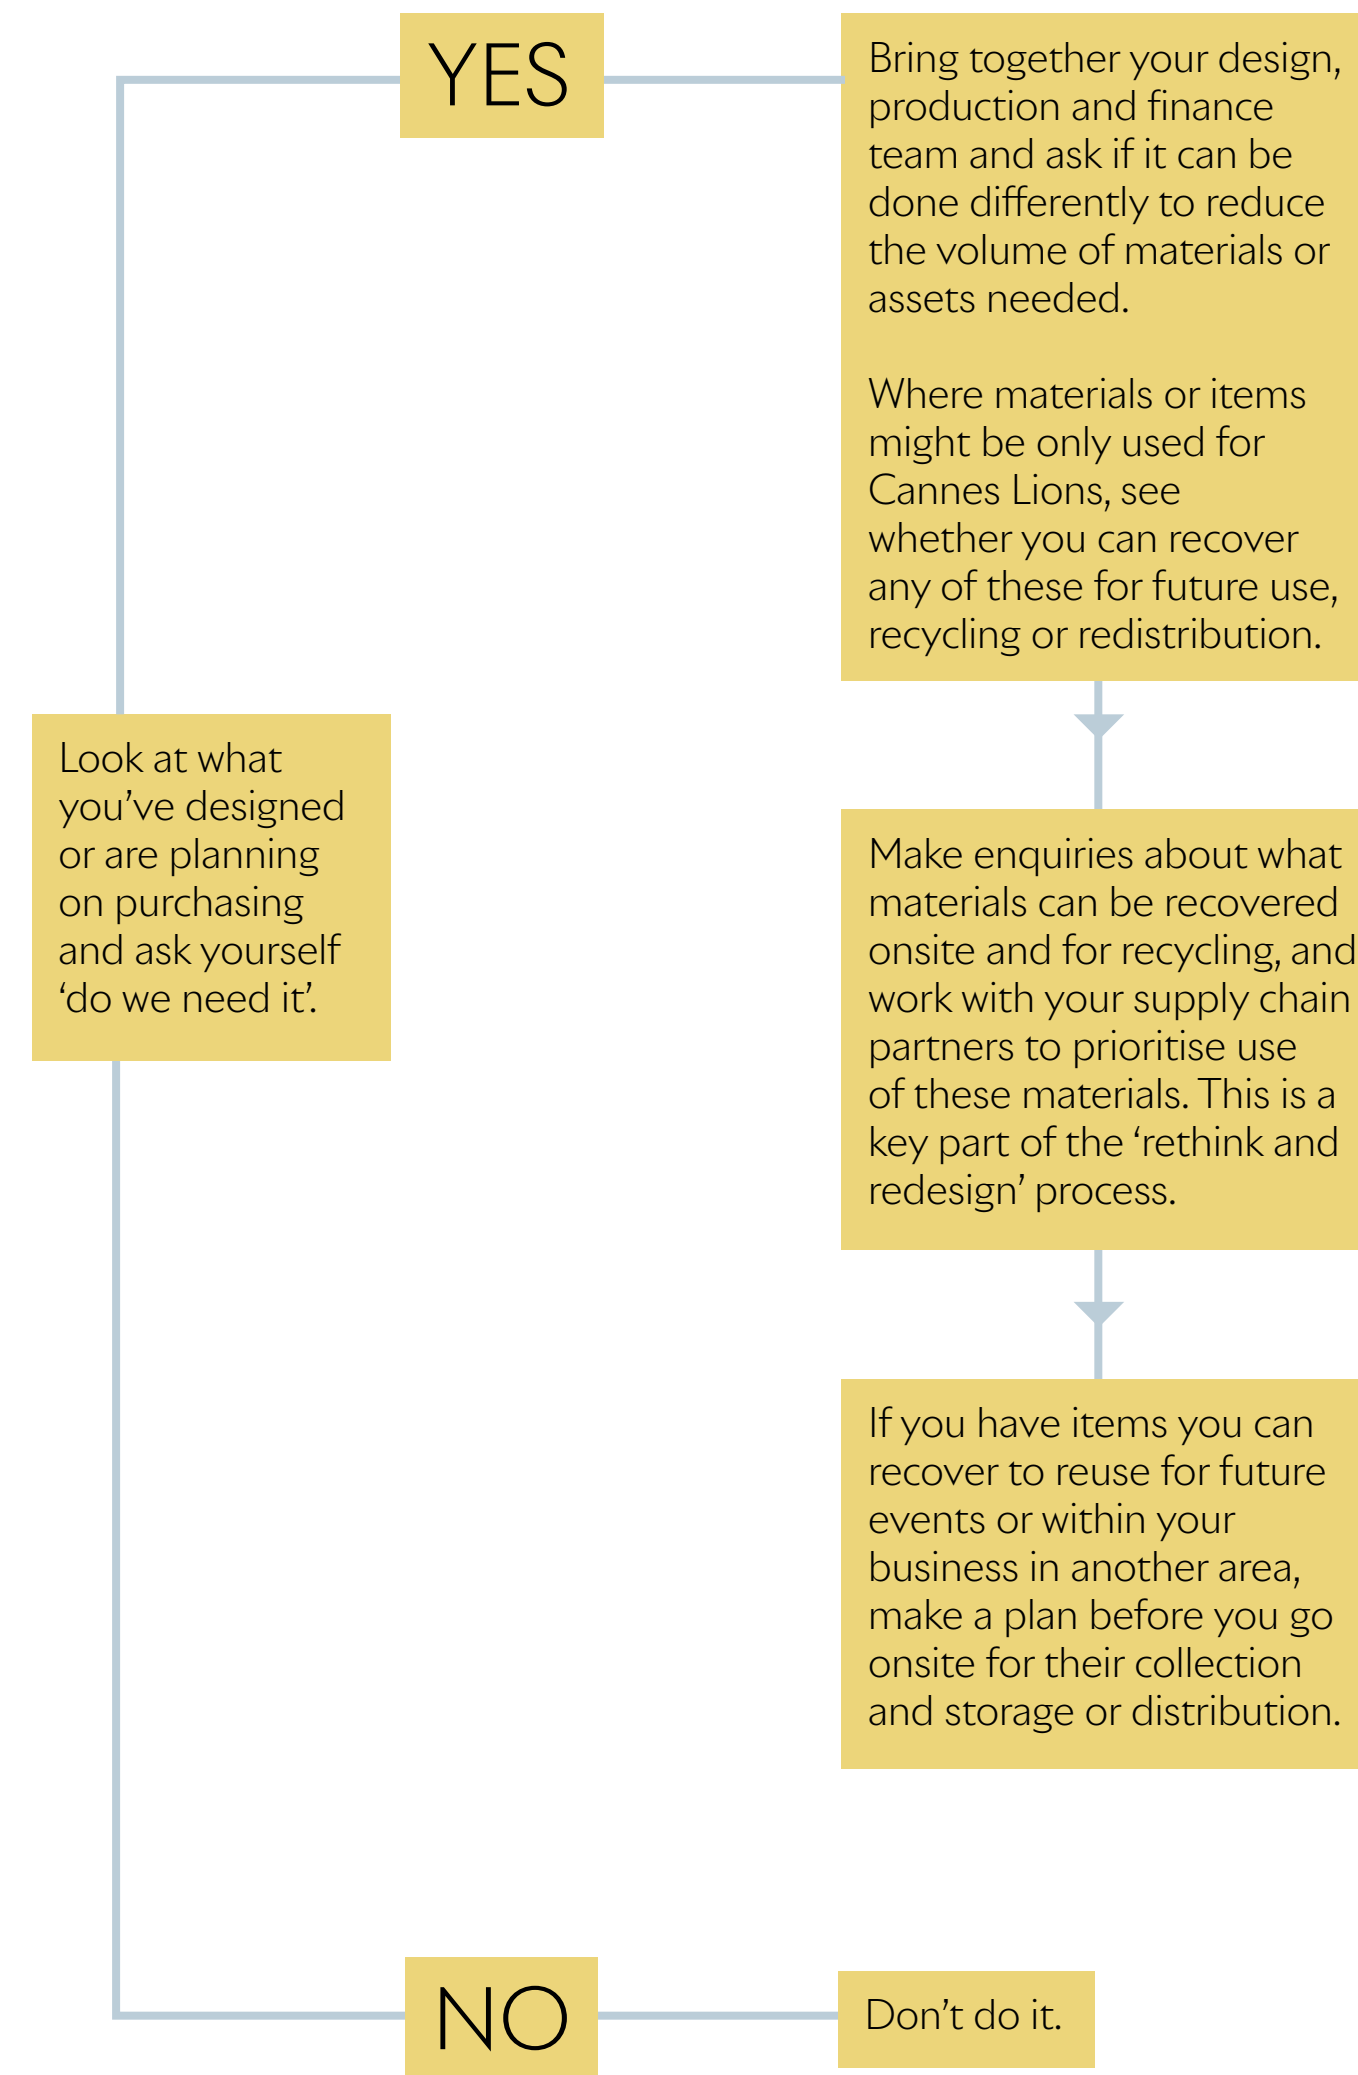 YES
Bring together your design,
production and finance
team and ask if it can be
done differently to reduce
the volume of materials or
assets needed.
Where materials or items
might be only used for
Cannes Lions, see
whether you can recover
any of these for future use,
recycling or redistribution.
Look at what
you’ve designed
or are planning
on purchasing
and ask yourself
‘do we need it’.
Make enquiries about what
materials can be recovered
onsite and for recycling, and
work with your supply chain
partners to prioritise use
of these materials. This is a
key part of the ‘rethink and
redesign’ process.
If you have items you can
recover to reuse for future
events or within your
business in another area,
make a plan before you go
onsite for their collection
and storage or distribution.
NO
Don’t do it.